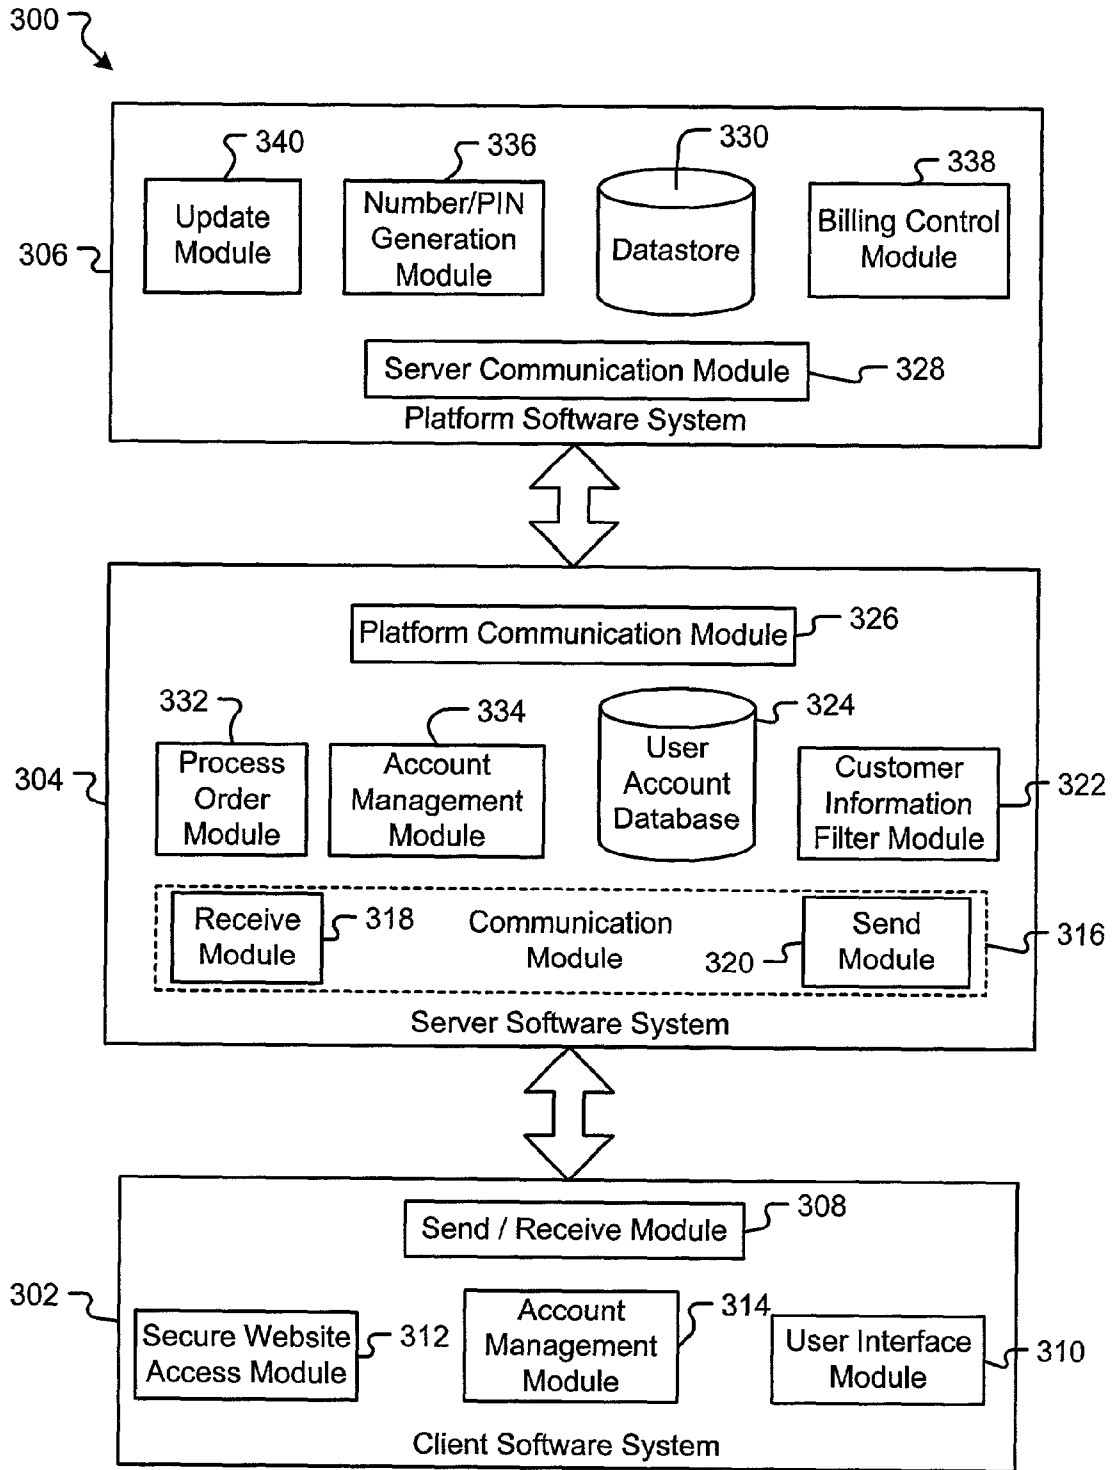 300
340
336
330
338
Update
Module
Number/PIN
Generation
Module
Datastore
Billing Control
Module
306
Server Communication Module
328
Platform Software System
Platform Communication Module
326
332
334
324
Process
Order
Module
Account
Management
Module
User
Account
Database
Customer
Information
Filter Module
322
304
Receive
Module
318
Communication
Module
320
Send
Module
316
Server Software System
Send / Receive Module
308
302
Secure Website
Access Module
312
Account
Management
Module
314
User Interface
Module
310
Client Software System